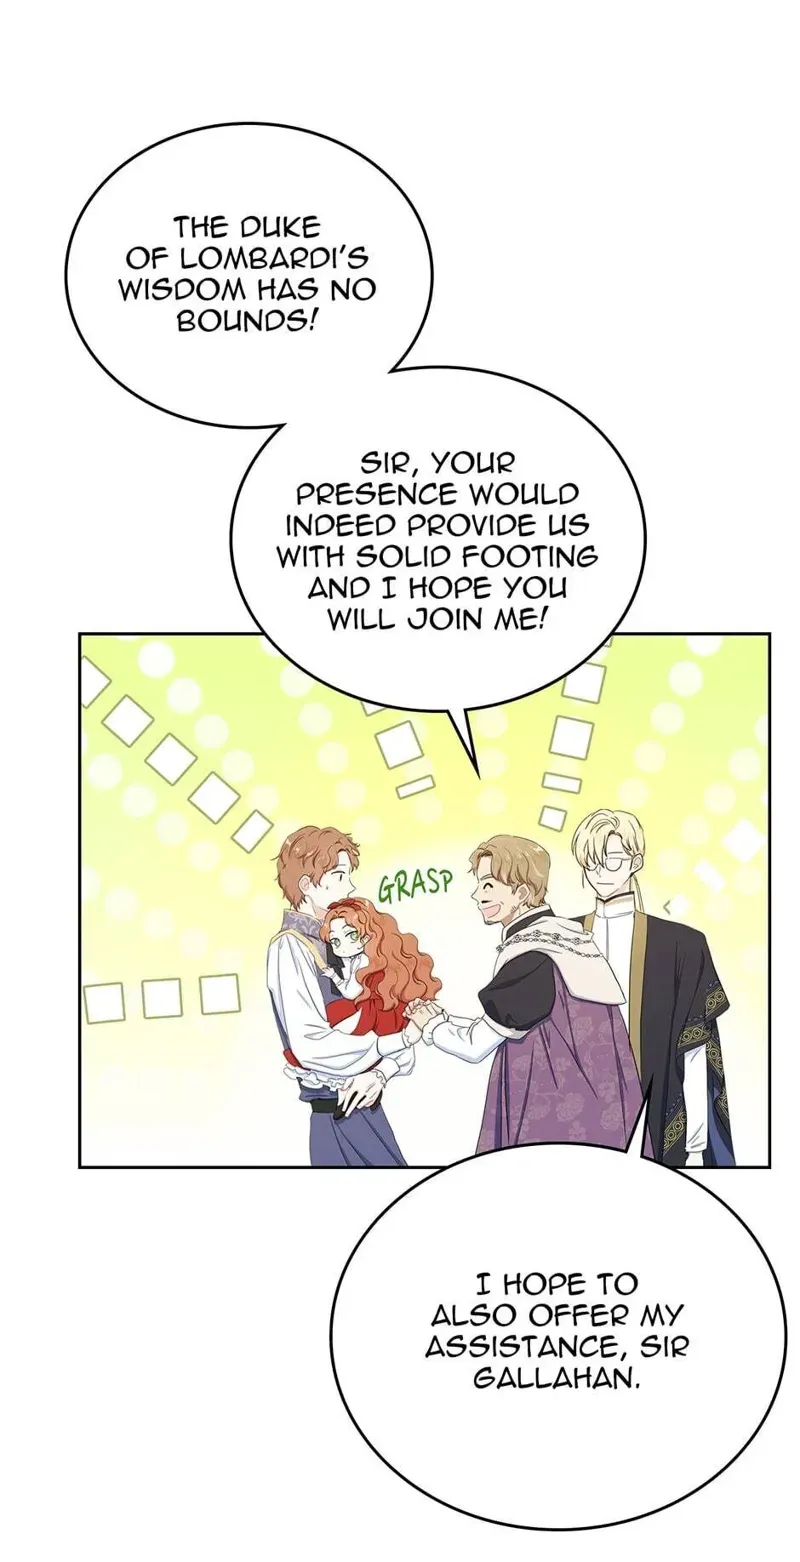 THE DUKE
OF LOMBARDI'S
WISDOM HAS NO
BOUNDS!
SIR, YOUR
PRESENCE WOULD
INDEED PROVIDE US
WITH SOLID FOOTING
AND I HOPE YOU
WILL JOIN ME!
GRASP
I HOPE TO
ALSO OFFER MY
ASSISTANCE, SIR
GALLAHAN.